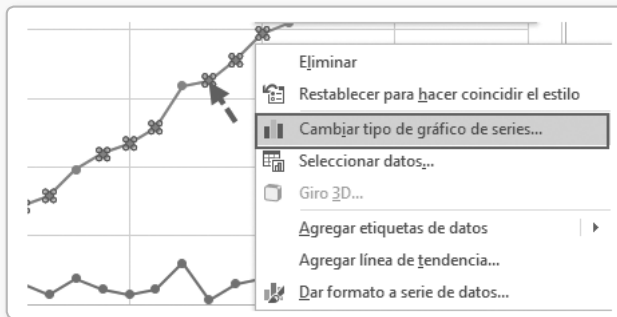 Eliminar
Restablecer para hacer coincidir el estilo
Cambiar tipo de gráfico de series...
Seleccionar datos...
Giro 3D...
Agregar etiquetas de datos
Agregar línea de tendencia...
Dar formato a serie de datos...